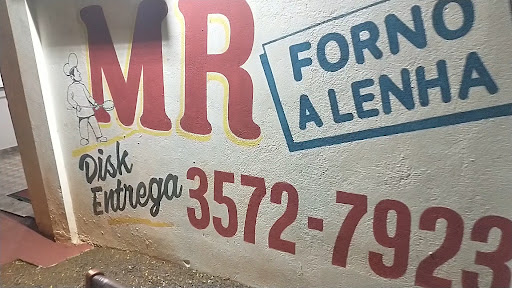 MR
FORNO
A LENHA
Disk
Entrega
3572-7923